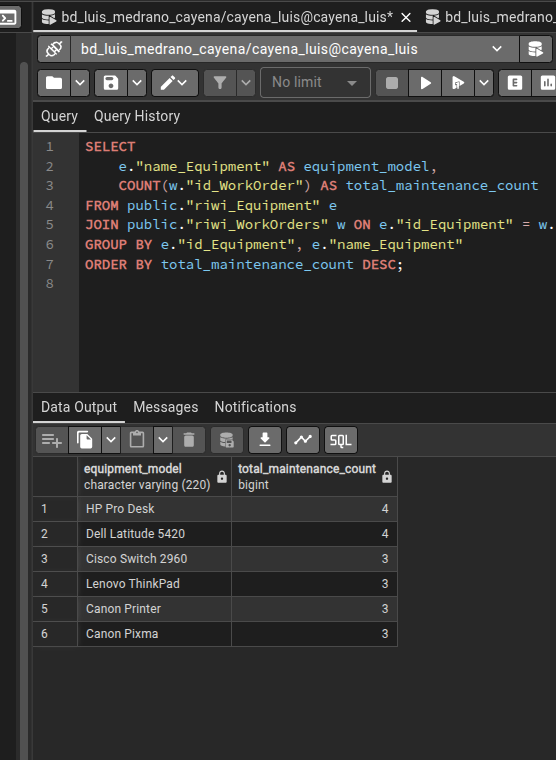 bd_luis_medrano_cayena/cayena_luis@cayena_luis* bd_luis_medrano_
bd_luis_medrano_cayena/cayena_luis@cayena_luis
No limit E
Query Query History
1 SELECT
2 e."name_Equipment" AS equipment_model,
3 COUNT(w."id_WorkOrder") AS total_maintenance_count
4 FROM public."riwi_Equipment" e
5 JOIN public."riwi_WorkOrders" w ON e."id_Equipment" = w.
6 GROUP BY e."id_Equipment", e."name_Equipment"
7 ORDER BY total_maintenance_count DESC;
8
Data Output Messages Notifications
SQL
equipment_model total_maintenance_count
character varying (220) bigint
1 HP Pro Desk 4
2 Dell Latitude 5420 4
3 Cisco Switch 2960 3
4 Lenovo ThinkPad 3
5 Canon Printer 3
6 Canon Pixma 3